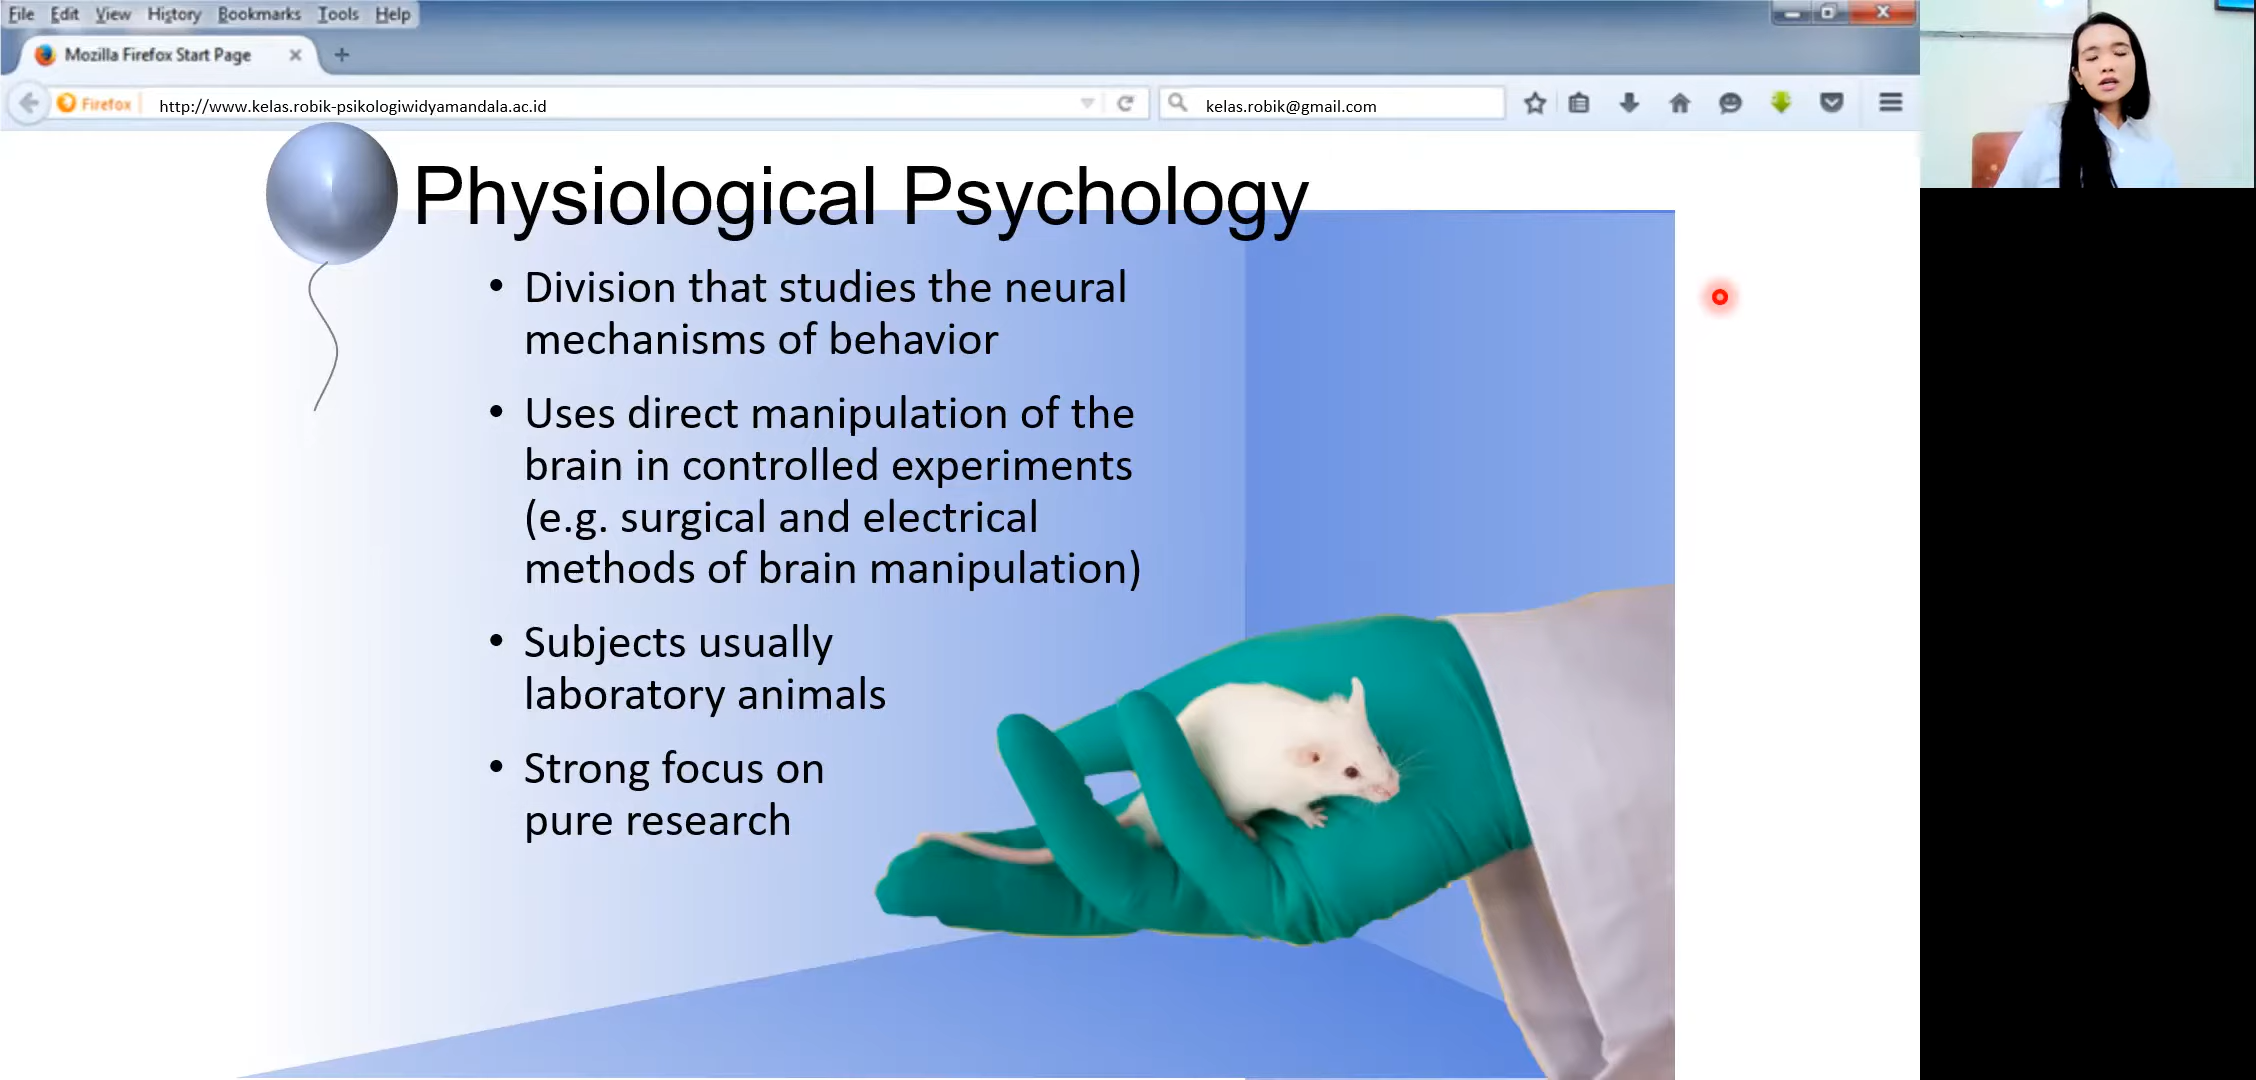 File Edit View History Bookmarks Tools Help
Mozilla Firefox Start Page
Firefox http://www.kelas.robik-psikologiwidyamandala.ac.id kelas.robik@gmail.com
Physiological Psychology
• Division that studies the neural
mechanisms of behavior
• Uses direct manipulation of the
brain in controlled experiments
(e.g. surgical and electrical
methods of brain manipulation)
• Subjects usually
laboratory animals
• Strong focus on
pure research